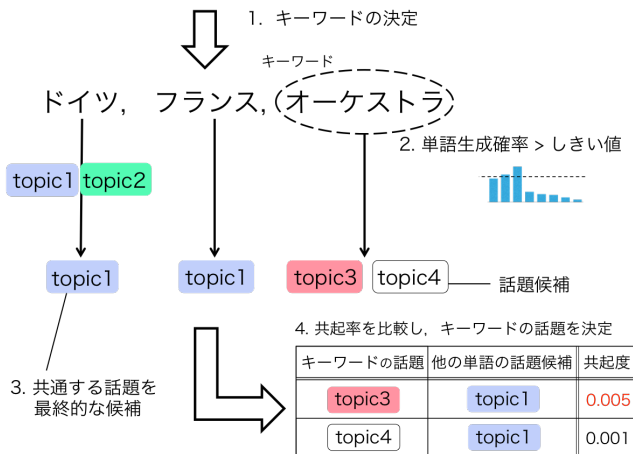 1. キーワードの決定
キーワード
ドイツ, フランス, オーケストラ
2. 単語生成確率 > しきい値
topic1 topic2
topic1 topic1 topic3 topic4
話題候補
3. 共通する話題を
最終的な候補
4. 共起率を比較し，キーワードの話題を決定
キーワードの話題 他の単語の話題候補 共起度
topic3 topic1 0.005
topic4 topic1 0.001